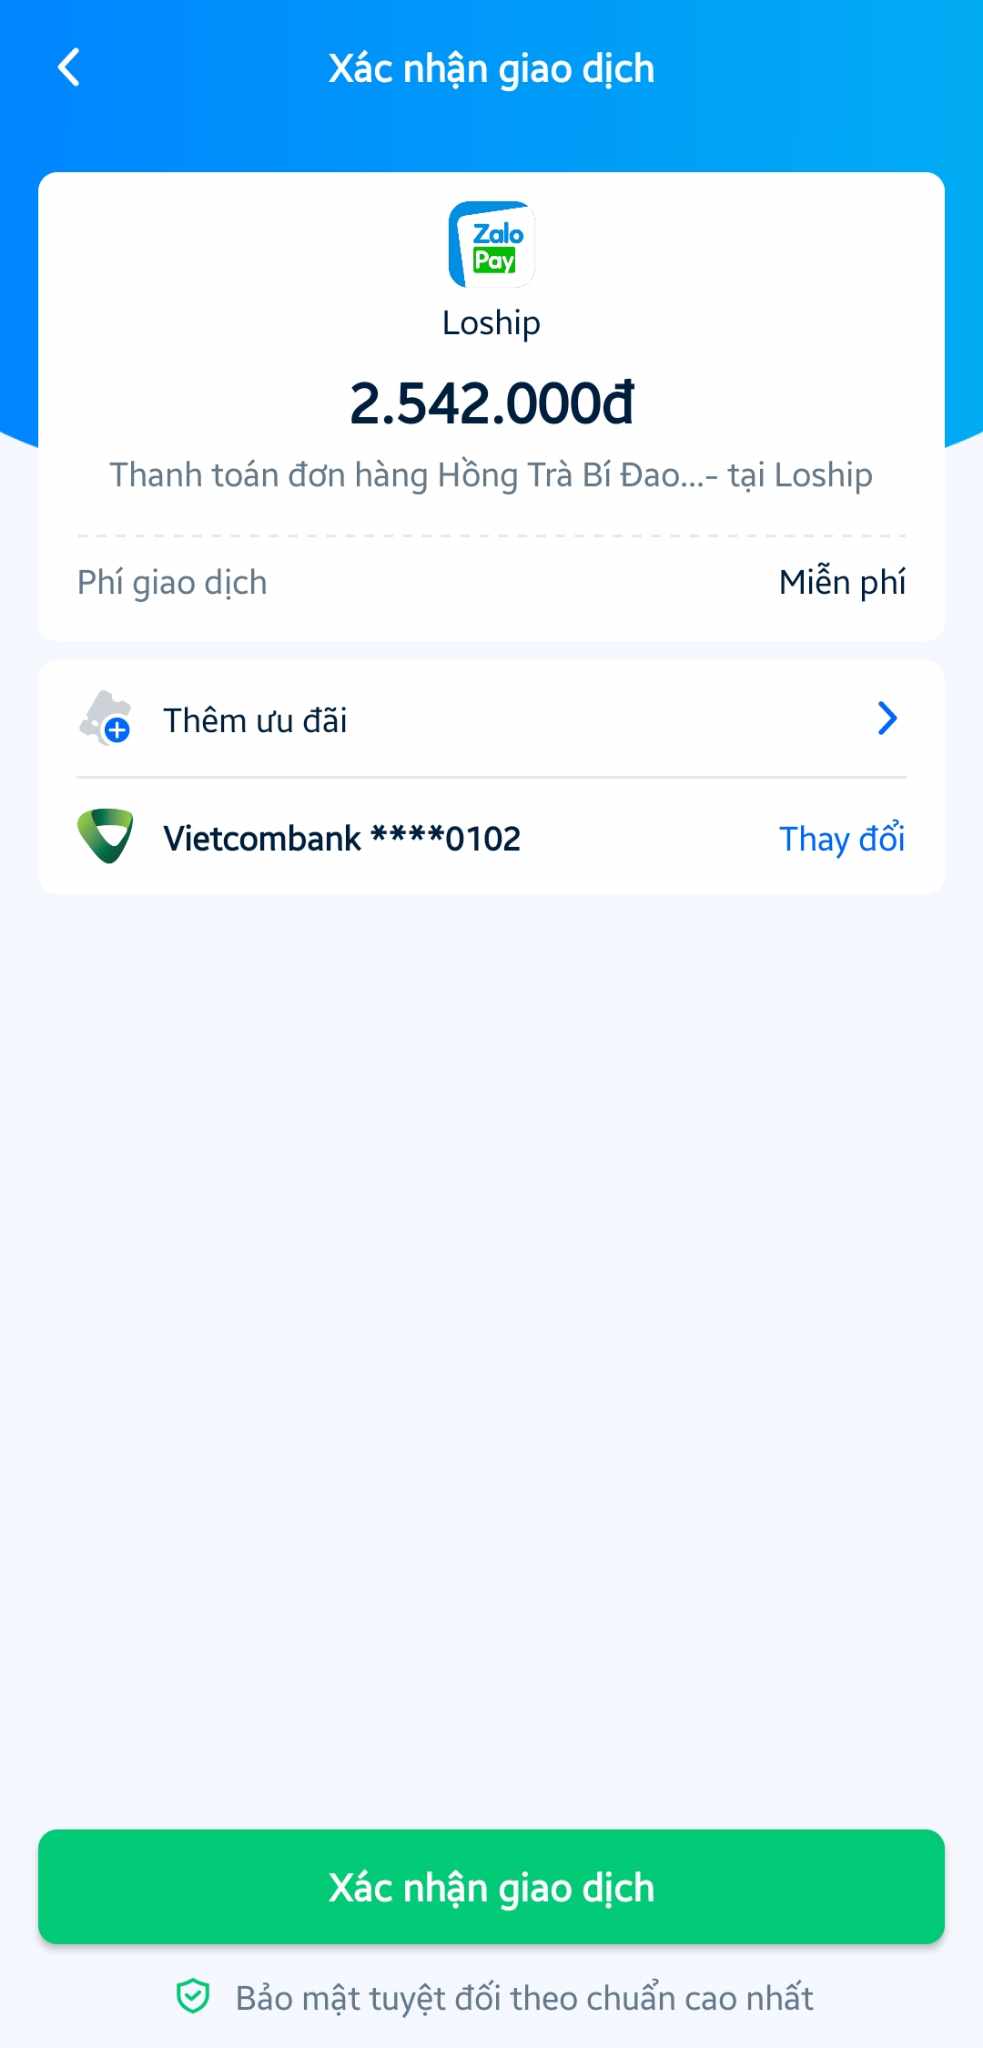 Xác nhận giao dịch
Zalo
Pay
Loship
2.542.000đ
Thanh toán đơn hàng Hồng Trà Bí Đao...- tại Loship
Phí giao dịch Miễn phí
Thêm ưu đãi
Vietcombank ****0102 Thay đổi
Xác nhận giao dịch
Bảo mật tuyệt đối theo chuẩn cao nhất